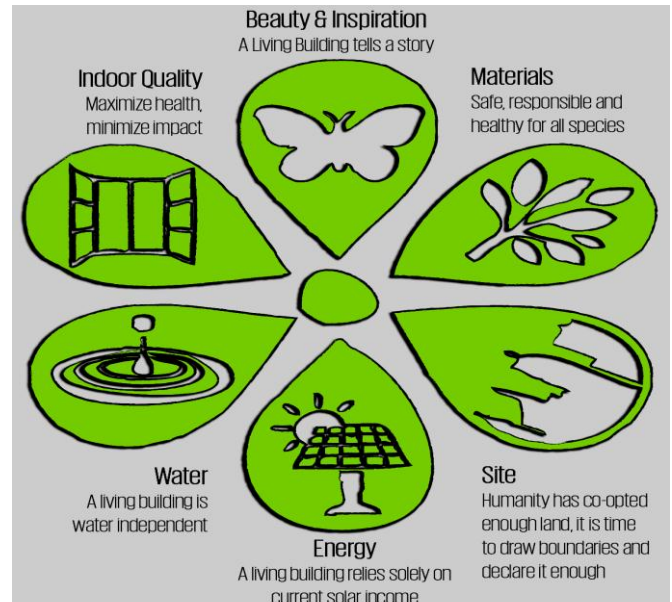 Beauty & Inspiration
A Living Building tells a story
Indoor Quality
Maximize health,
minimize impact
Materials
Safe, responsible and
healthy for all species
Water
A living building is
water independent
Energy
A living building relies solely on
current solar income
Site
Humanity has co-opted
enough land, it is time
to draw boundaries and
declare it enough